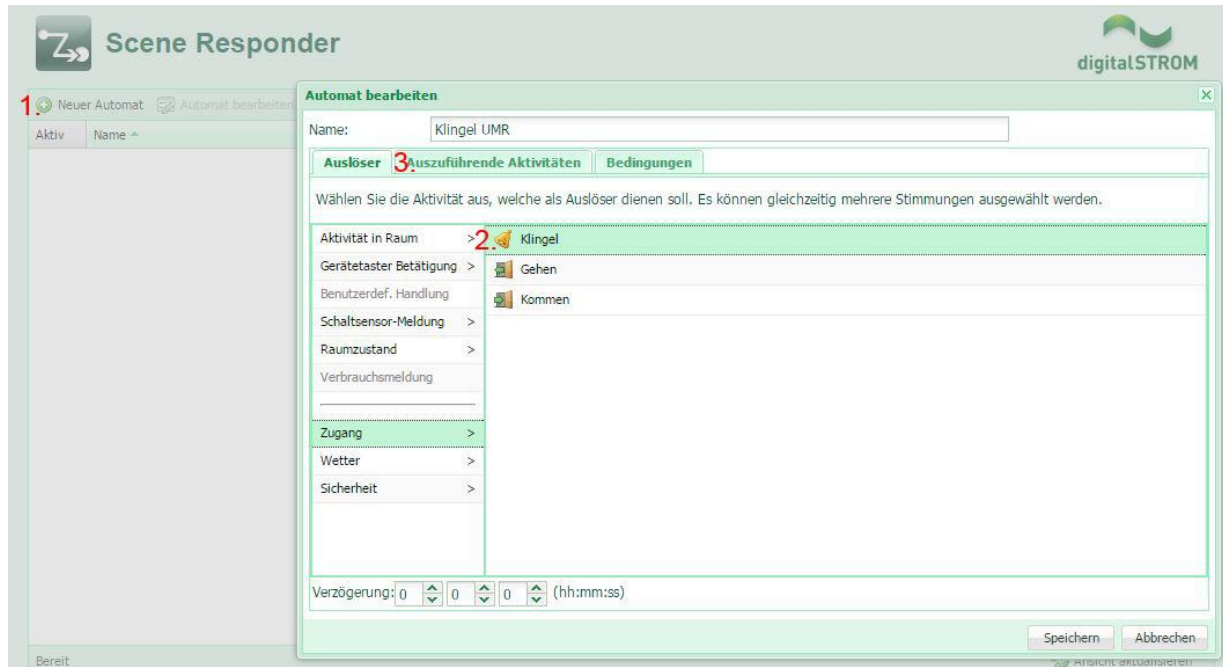 Scene Responder
digitalSTROM
1. Neuer Automat Automat bearbeiten
Aktiv Name
Automat bearbeiten
Name: Klingel UMR
Auslöser 3. Auszuführende Aktivitäten Bedingungen
Wählen Sie die Aktivität aus, welche als Auslöser dienen soll. Es können gleichzeitig mehrere Stimmungen ausgewählt werden.
Aktivität in Raum >
Gerätetaster Betätigung >
Benutzerdef. Handlung
Schaltsensor-Meldung >
Raumzustand >
Verbrauchsmeldung
Zugang >
Wetter >
Sicherheit >
2. Klingel
Gehen
Kommen
Verzögerung: 0 0 0 (hh:mm:ss)
Speichern Abbrechen
Bereit Ansicht aktualisieren